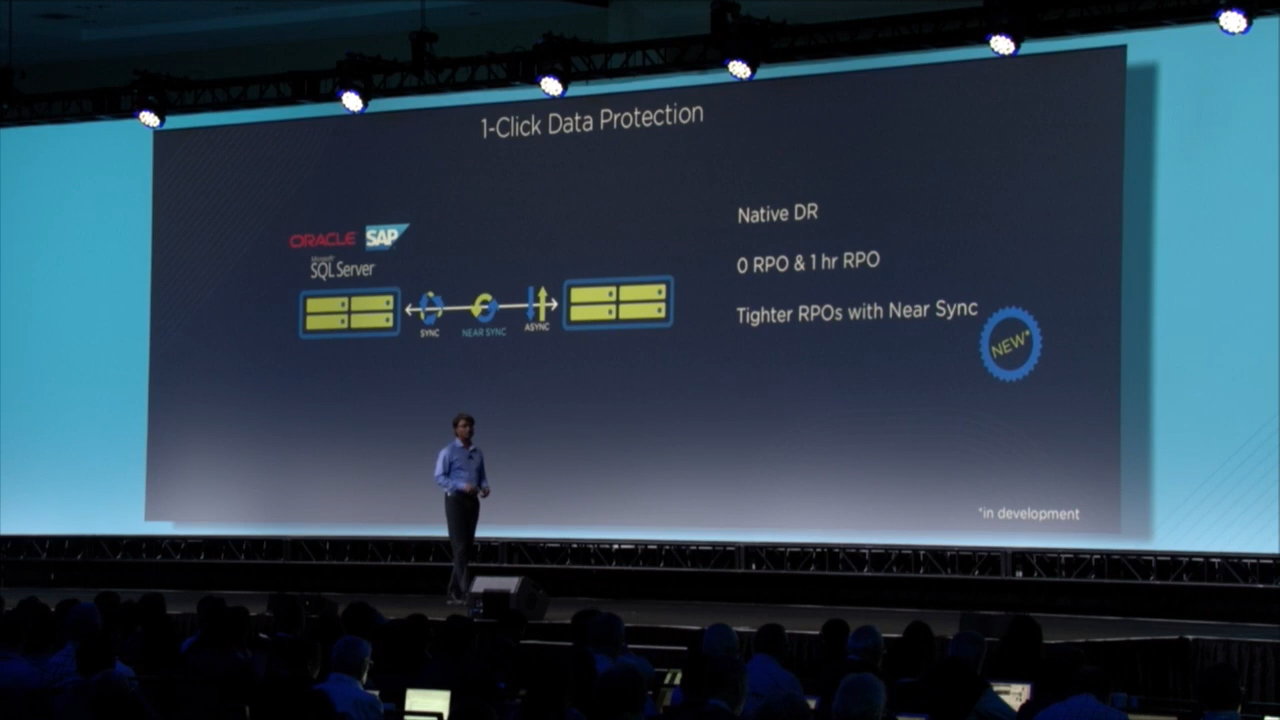 1-Click Data Protection
ORACLE SAP
Microsoft
SQL Server
SYNC
NEAR SYNC
ASYNC
Native DR
0 RPO & 1 hr RPO
Tighter RPOs with Near Sync
NEW*
*in development